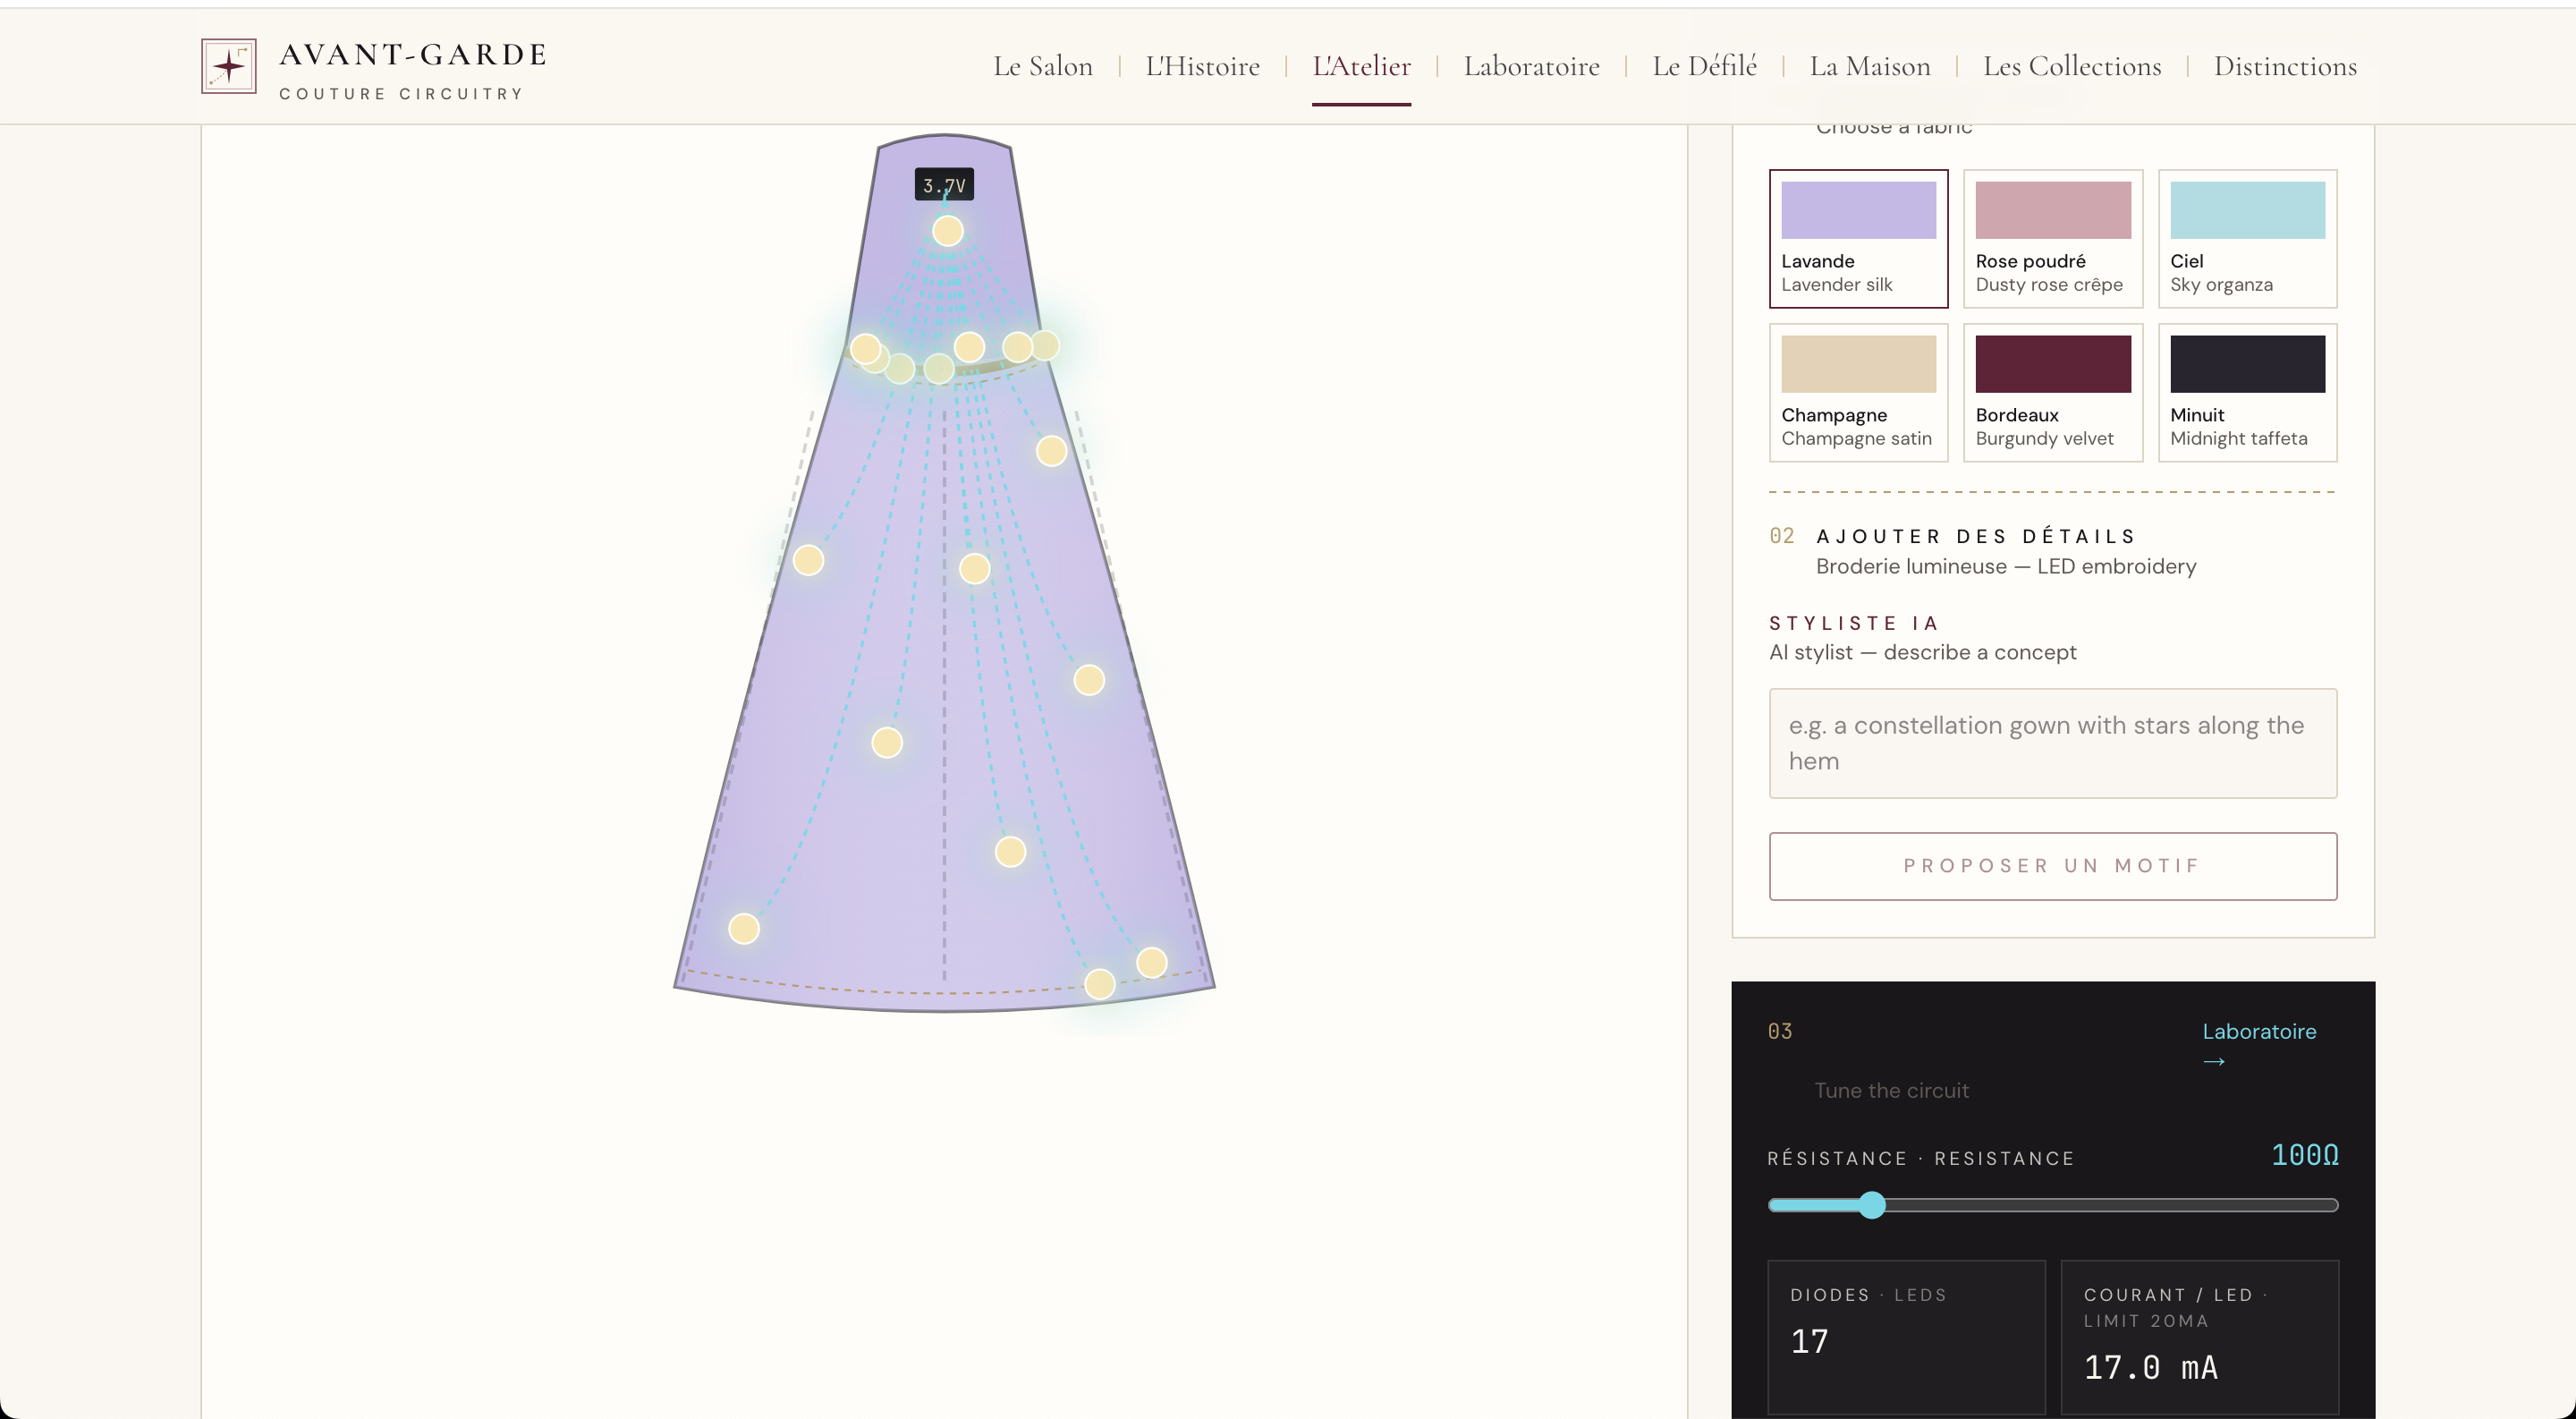 AVANT-GARDE
COUTURE CIRCUITRY
Le Salon
L'Histoire
L'Atelier
Laboratoire
Le Défilé
La Maison
Les Collections
Distinctions
3.7V
Choose a fabric
Lavande
Lavender silk
Rose poudré
Dusty rose crêpe
Ciel
Sky organza
Champagne
Champagne satin
Bordeaux
Burgundy velvet
Minuit
Midnight taffeta
02 AJOUTER DES DÉTAILS
Broderie lumineuse — LED embroidery
STYLISTE IA
AI stylist — describe a concept
e.g. a constellation gown with stars along the
hem
PROPOSER UN MOTIF
03
Laboratoire
→
Tune the circuit
RÉSISTANCE · RESISTANCE
100Ω
DIODES · LEDS
17
COURANT / LED ·
LIMIT 20MA
17.0 mA